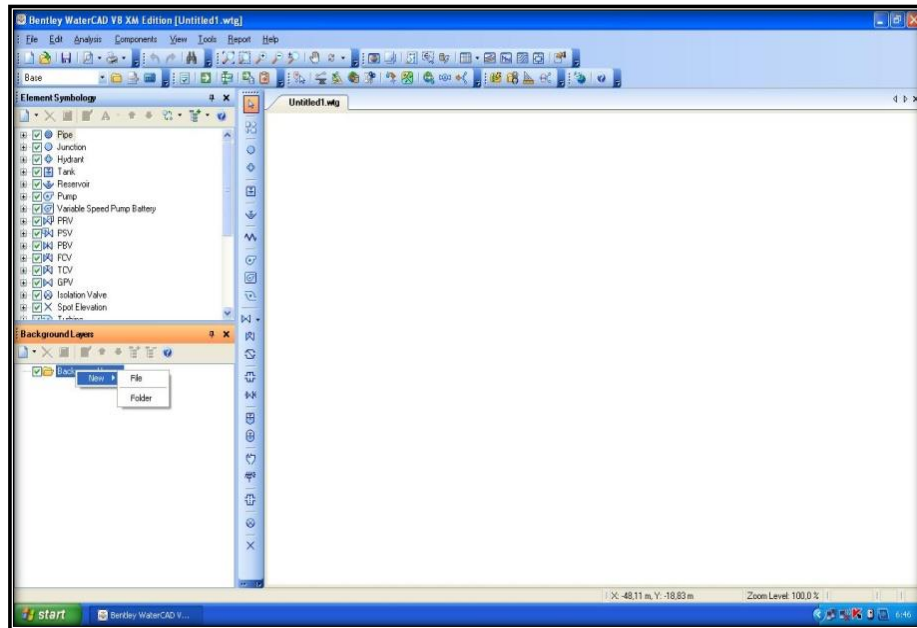 Bentley WaterCAD V8 XM Edition [Untitled1.wtg]
File Edit Analysis Components View Tools Report Help
Base
Element Symbology
Untitled1.wtg
Pipe
Junction
Hydrant
Tank
Reservoir
Pump
Variable Speed Pump Battery
PRV
PSV
PBV
FCV
TCV
GPV
Isolation Valve
Spot Elevation
Background Layers
New
File
Folder
X: -48,11 m, Y: -18,83 m
Zoom Level: 100,0 %
start
Bentley WaterCAD V...
6:46